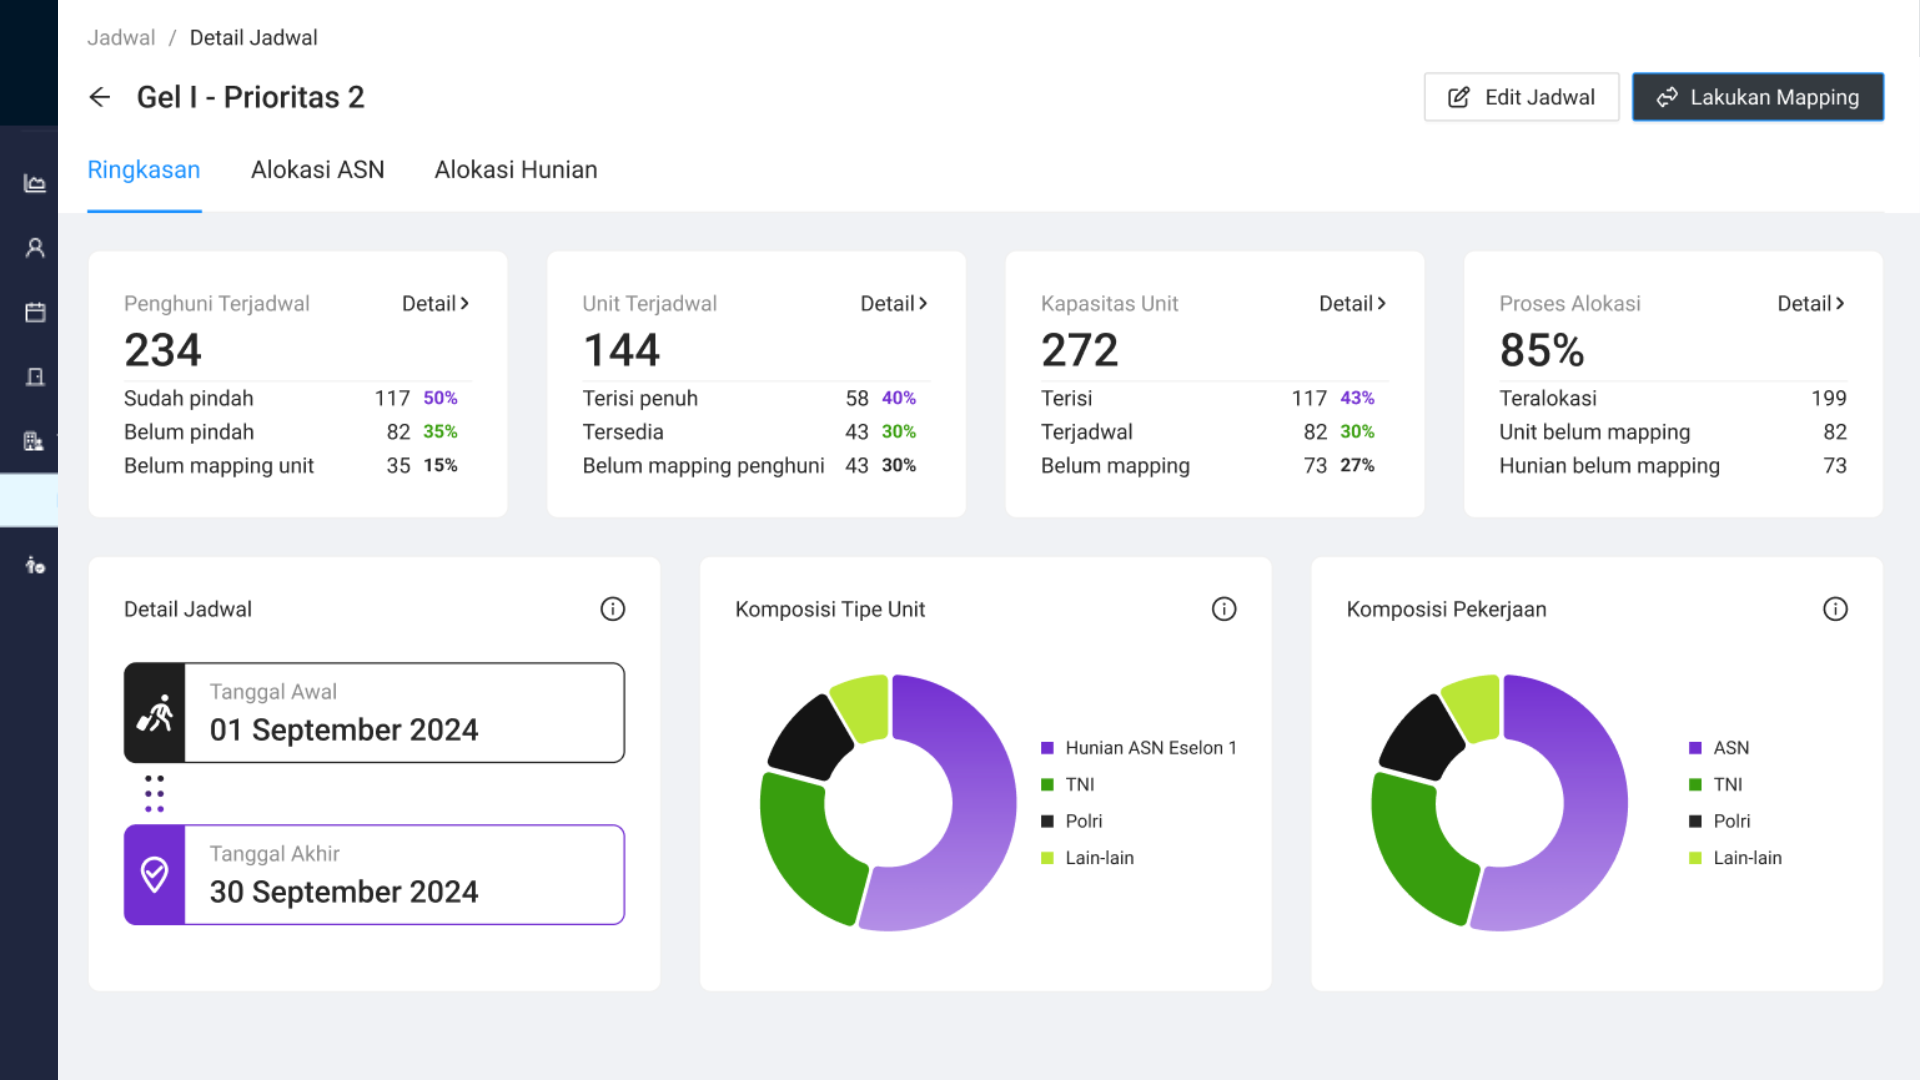 Jadwal / Detail Jadwal
Gel I - Prioritas 2
Edit Jadwal
Lakukan Mapping
Ringkasan
Alokasi ASN
Alokasi Hunian
Penghuni Terjadwal Detail
234
Sudah pindah 117 50%
Belum pindah 82 35%
Belum mapping unit 35 15%
Unit Terjadwal Detail
144
Terisi penuh 58 40%
Tersedia 43 30%
Belum mapping penghuni 43 30%
Kapasitas Unit Detail
272
Terisi 117 43%
Terjadwal 82 30%
Belum mapping 73 27%
Proses Alokasi Detail
85%
Teralokasi 199
Unit belum mapping 82
Hunian belum mapping 73
Detail Jadwal
Tanggal Awal
01 September 2024
Tanggal Akhir
30 September 2024
Komposisi Tipe Unit
Hunian ASN Eselon 1
TNI
Polri
Lain-lain
Komposisi Pekerjaan
ASN
TNI
Polri
Lain-lain